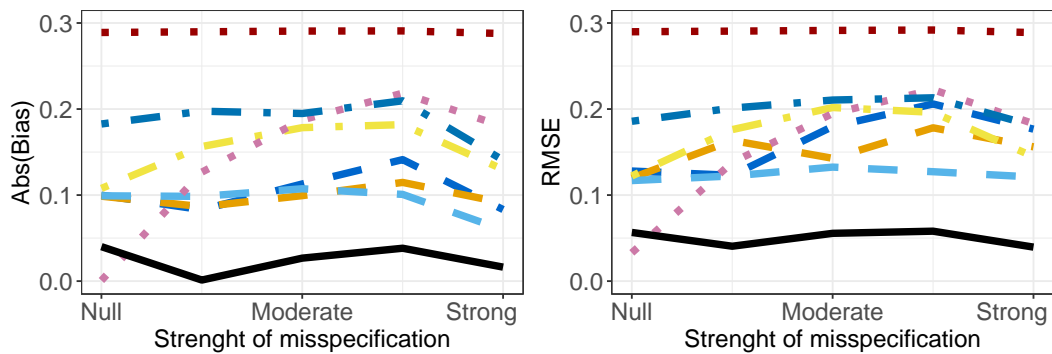 Abs(Bias)
0.3
0.2
0.1
0.0
Null
Moderate
Strong
Strenght of misspecification
RMSE
0.3
0.2
0.1
0.0
Null
Moderate
Strong
Strenght of misspecification